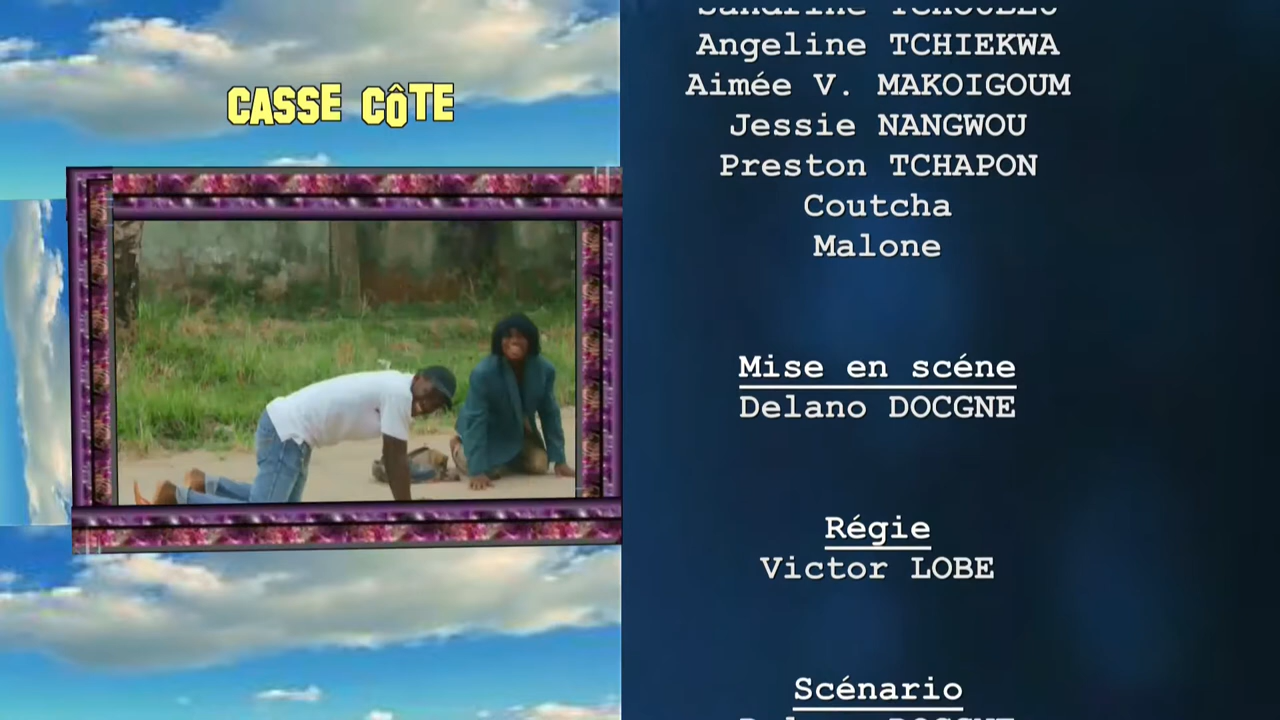 CASSE CÔTE
Angeline TCHIEKWA
Aimée V. MAKOIGOUM
Jessie NANGWOU
Preston TCHAPON
Coutcha
Malone
Mise en scéne
Delano DOCGNE
Régie
Victor LOBE
Scénario